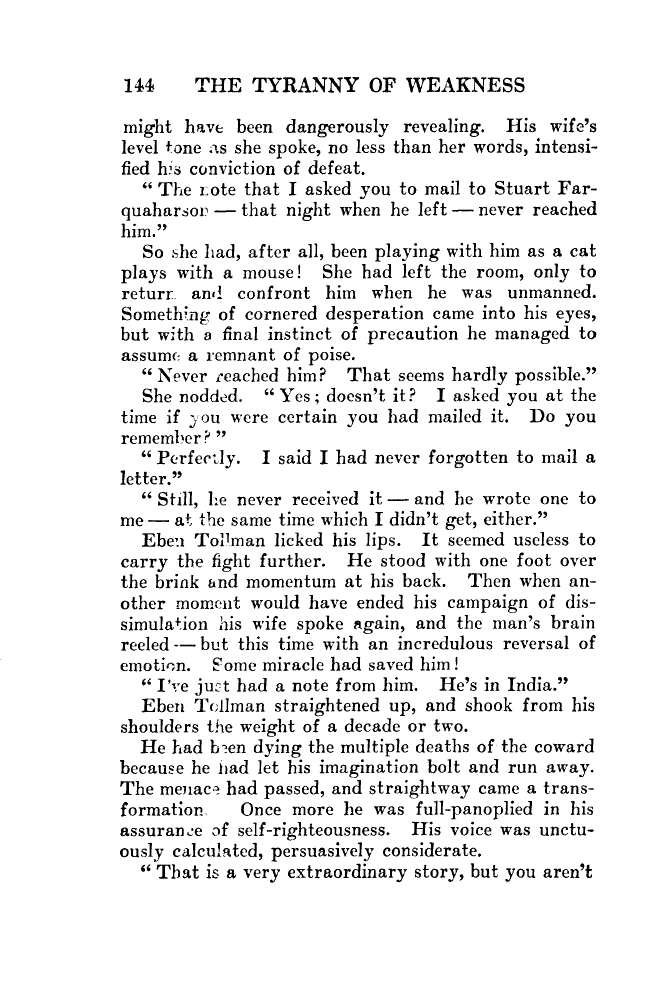 144 THE TYRANNY OF WEAKNESS
might have been dangerously revealing. His wife's
level tone as she spoke, no less than her words, intensi-
fied his conviction of defeat.
“ The note that I asked you to mail to Stuart Far-
quaharson — that night when he left — never reached
him.”
So she had, after all, been playing with him as a cat
plays with a mouse! She had left the room, only to
return and confront him when he was unmanned.
Something of cornered desperation came into his eyes,
but with a final instinct of precaution he managed to
assume a remnant of poise.
“ Never reached him? That seems hardly possible.”
She nodded. “ Yes; doesn't it? I asked you at the
time if you were certain you had mailed it. Do you
remember? ”
“ Perfectly. I said I had never forgotten to mail a
letter.”
“ Still, he never received it — and he wrote one to
me — at the same time which I didn't get, either.”
Eben Tollman licked his lips. It seemed useless to
carry the fight further. He stood with one foot over
the brink and momentum at his back. Then when an-
other moment would have ended his campaign of dis-
simulation his wife spoke again, and the man's brain
reeled — but this time with an incredulous reversal of
emotion. Some miracle had saved him!
“ I've just had a note from him. He's in India.”
Eben Tollman straightened up, and shook from his
shoulders the weight of a decade or two.
He had been dying the multiple deaths of the coward
because he had let his imagination bolt and run away.
The menace had passed, and straightway came a trans-
formation. Once more he was full-panoplied in his
assurance of self-righteousness. His voice was unctu-
ously calculated, persuasively considerate.
“ That is a very extraordinary story, but you aren't